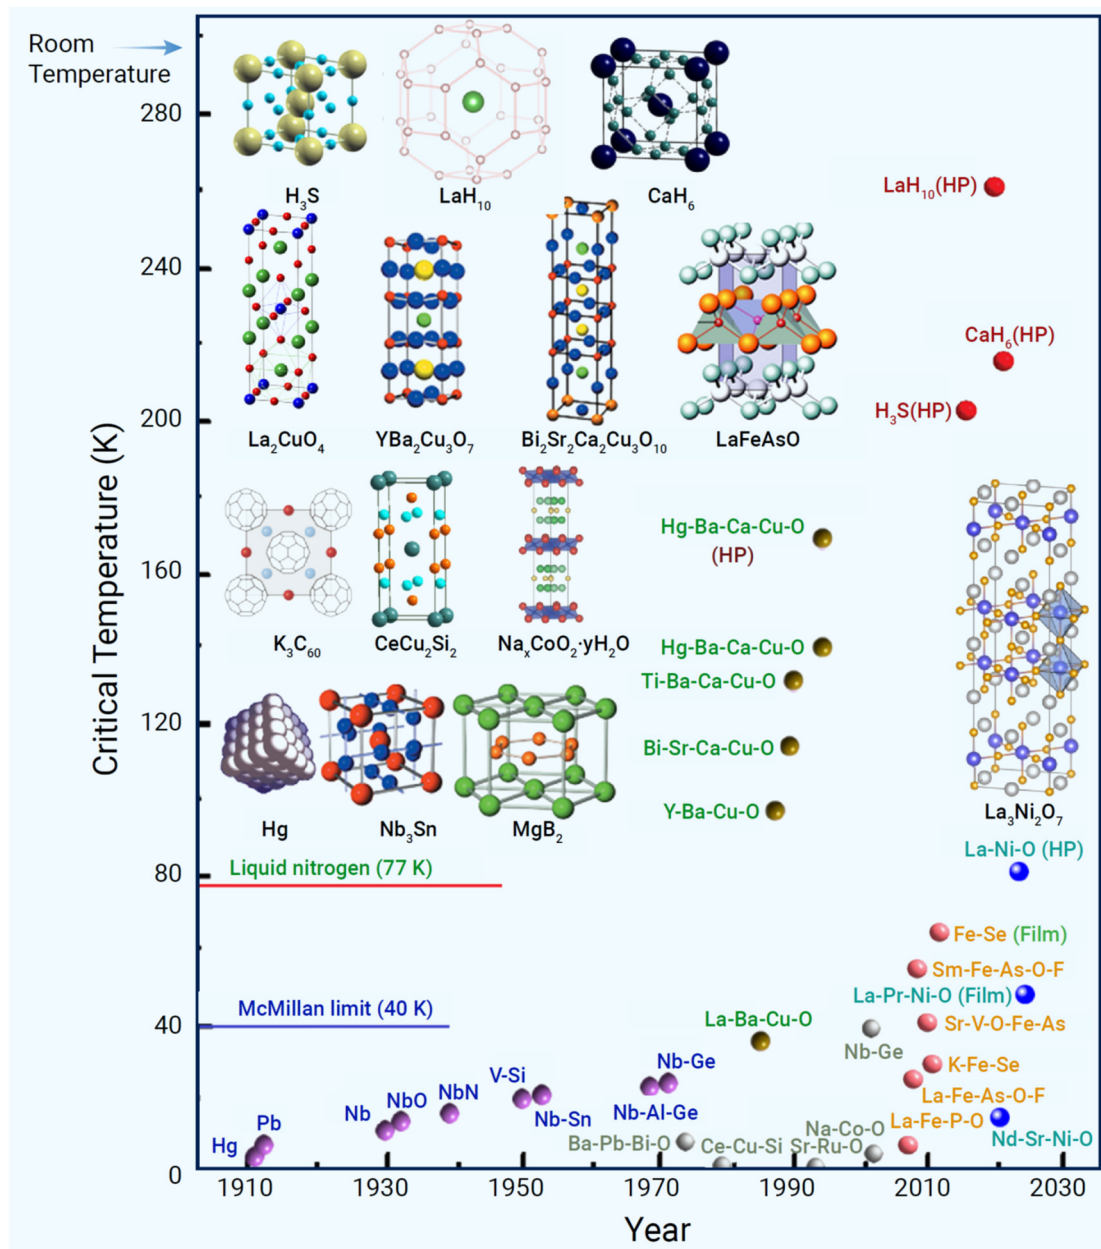 Room
Temperature
280
240
200
160
120
80
40
0
Critical Temperature (K)
H₃S
LaH₁₀
CaH₆
LaH₁₀(HP)
CaH₆(HP)
H₃S(HP)
La₂CuO₄
YBa₂Cu₃O₇
Bi₂Sr₂Ca₂Cu₃O₁₀
LaFeAsO
Hg-Ba-Ca-Cu-O
(HP)
K₃C₆₀
CeCu₂Si₂
NaₓCoO₂·yH₂O
Hg-Ba-Ca-Cu-O
Ti-Ba-Ca-Cu-O
Bi-Sr-Ca-Cu-O
Y-Ba-Cu-O
Hg
Nb₃Sn
MgB₂
La₃Ni₂O₇
La-Ni-O (HP)
Liquid nitrogen (77 K)
Fe-Se (Film)
Sm-Fe-As-O-F
La-Pr-Ni-O (Film)
McMillan limit (40 K)
La-Ba-Cu-O
Sr-V-O-Fe-As
Nb-Ge
K-Fe-Se
La-Fe-As-O-F
La-Fe-P-O
Nd-Sr-Ni-O
Hg
Pb
Nb
NbO
NbN
V-Si
Nb-Sn
Nb-Ge
Nb-Al-Ge
Ba-Pb-Bi-O
Ce-Cu-Si
Sr-Ru-O
Na-Co-O
1910
1930
1950
1970
1990
2010
2030
Year